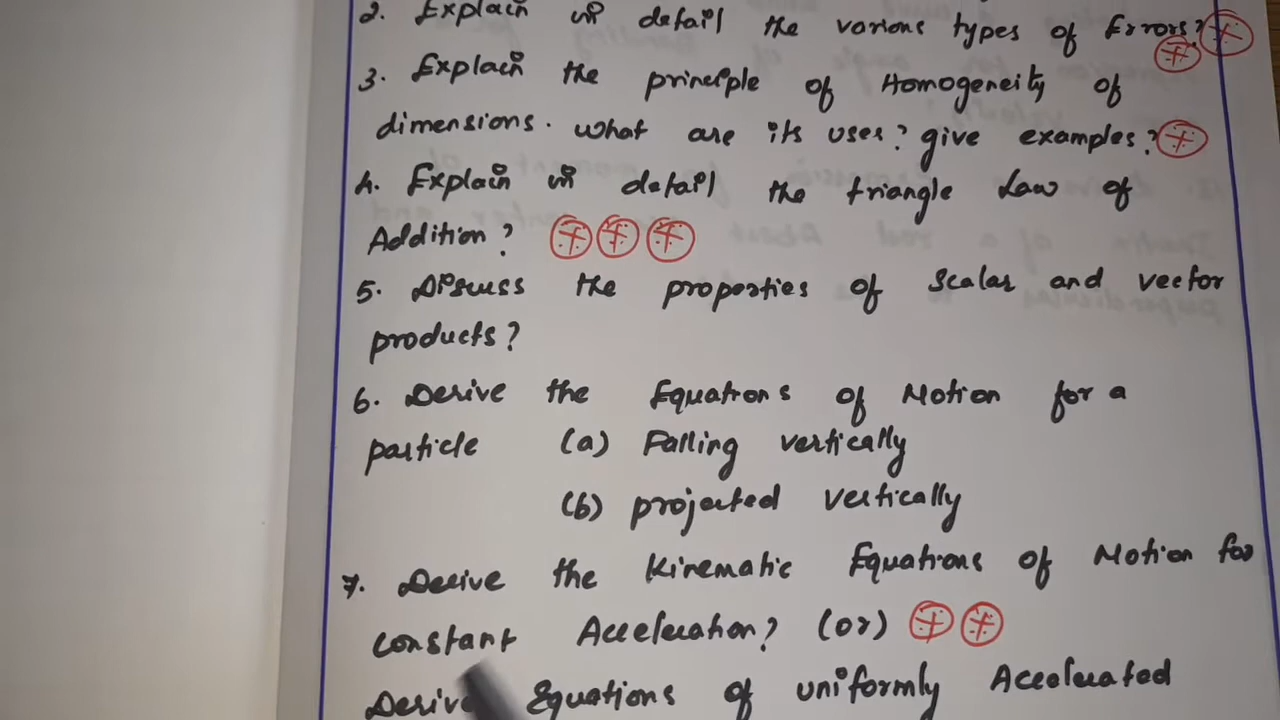 2. Explain in detail the various types of Errors?
3. Explain the principle of Homogeneity of
dimensions. what are its uses? give examples?
4. Explain in detail the triangle Law of
Addition?
5. Discuss the properties of scalar and vector
products?
6. Derive the Equations of Motion for a
particle (a) Falling vertically
(b) projected vertically
7. Derive the Kinematic Equations of Motion for
constant Acceleration? (or)
Derive Equations of uniformly Accelerated